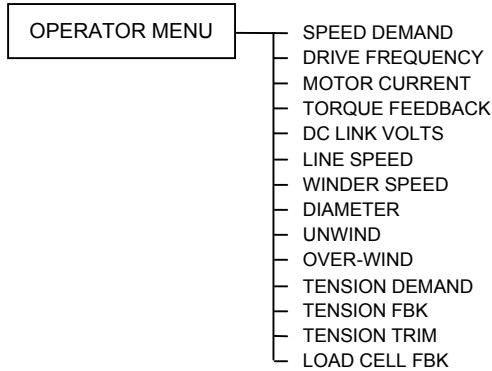 OPERATOR MENU
SPEED DEMAND
DRIVE FREQUENCY
MOTOR CURRENT
TORQUE FEEDBACK
DC LINK VOLTS
LINE SPEED
WINDER SPEED
DIAMETER
UNWIND
OVER-WIND
TENSION DEMAND
TENSION FBK
TENSION TRIM
LOAD CELL FBK